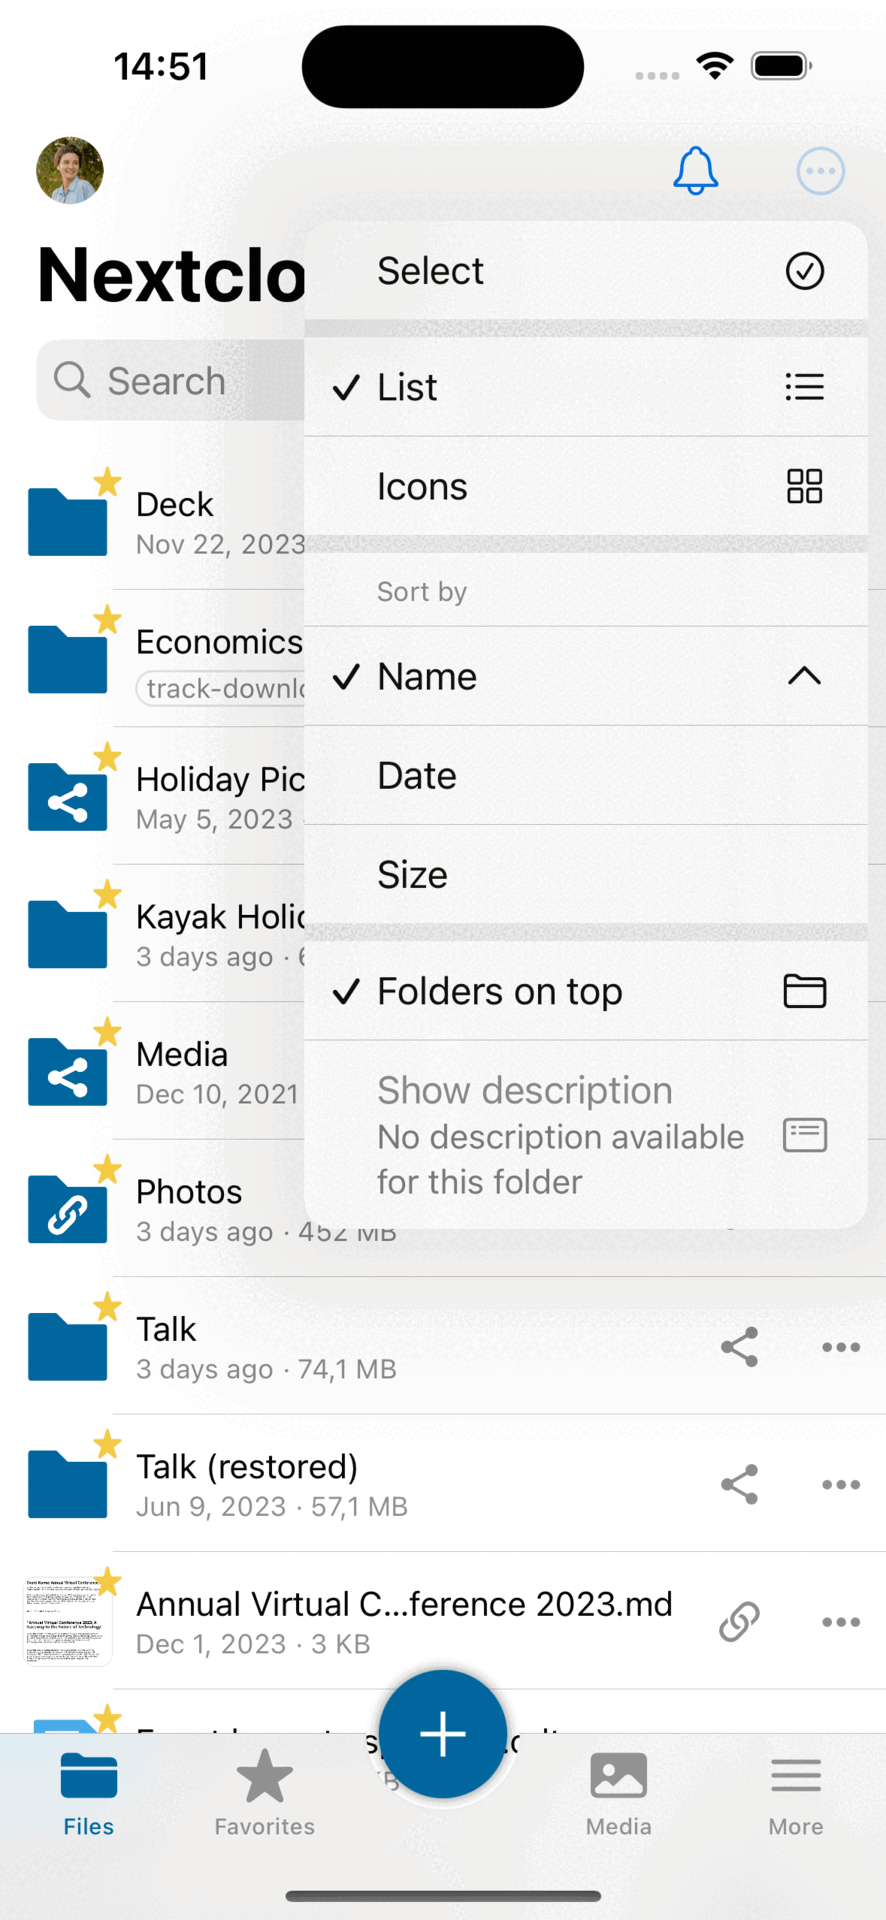 14:51
Nextclo
Search
Select
List
Icons
Sort by
Name
Date
Size
Folders on top
Show description
No description available
for this folder
Deck
Nov 22, 2023
Economics
track-downlo
Holiday Pic
May 5, 2023
Kayak Holid
3 days ago ·
Media
Dec 10, 2021
Photos
3 days ago · 452 MB
Talk
3 days ago · 74,1 MB
Talk (restored)
Jun 9, 2023 · 57,1 MB
Annual Virtual C...ference 2023.md
Dec 1, 2023 · 3 KB
Files
Favorites
Media
More